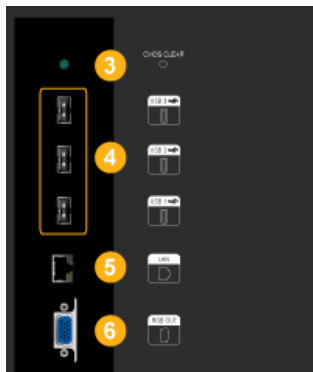 3
CMOS CLEAR
USB 3
4
USB 2
USB 1
5
LAN
6
RGB OUT